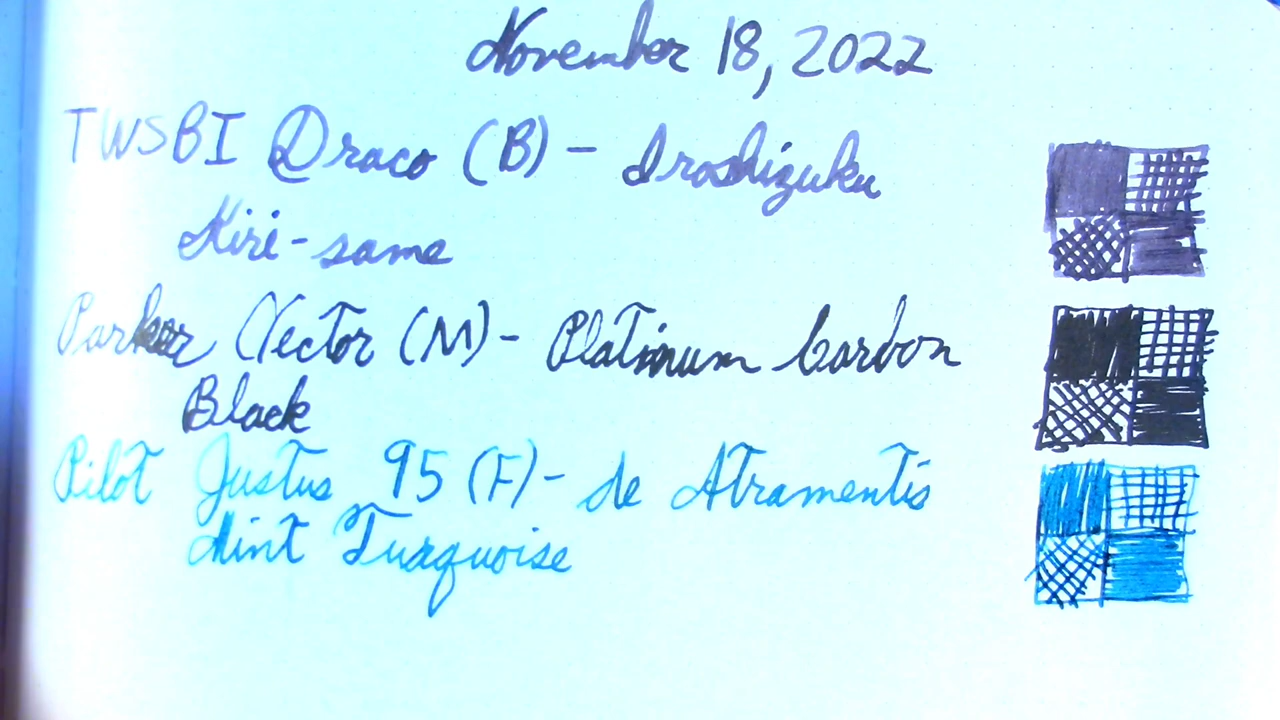 November 18, 2022
TWSBI Draco (B) - Iroshizuku
Kiri-same
Parker Vector (M) - Platinum Carbon
Black
Pilot Justus 95 (F) - de Atramentis
Mint Turquoise